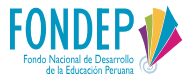 FONDEP
Fondo Nacional de Desarrollo
de la Educación Peruana